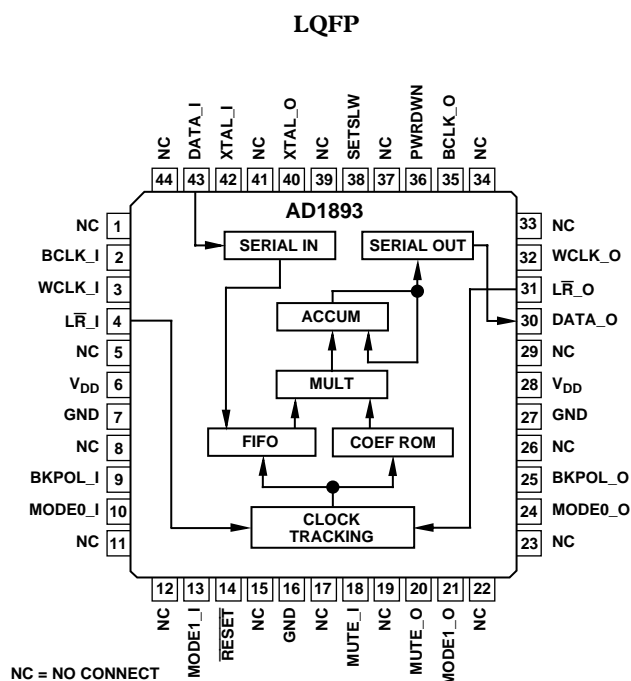 LQFP
NC
DATA_I
XTAL_I
NC
XTAL_O
NC
SETSLW
NC
PWRDWN
BCLK_O
NC
44 43 42 41 40 39 38 37 36 35 34
AD1893
NC 1
BCLK_I 2
WCLK_I 3
LR̅_I 4
NC 5
VDD 6
GND 7
NC 8
BKPOL_I 9
MODE0_I 10
NC 11
SERIAL IN
SERIAL OUT
ACCUM
MULT
FIFO
COEF ROM
CLOCK
TRACKING
33 NC
32 WCLK_O
31 LR̅_O
30 DATA_O
29 NC
28 VDD
27 GND
26 NC
25 BKPOL_O
24 MODE0_O
23 NC
12 13 14 15 16 17 18 19 20 21 22
NC
MODE1_I
R̅E̅S̅E̅T̅
NC
GND
NC
MUTE_I
NC
MUTE_O
MODE1_O
NC
NC = NO CONNECT